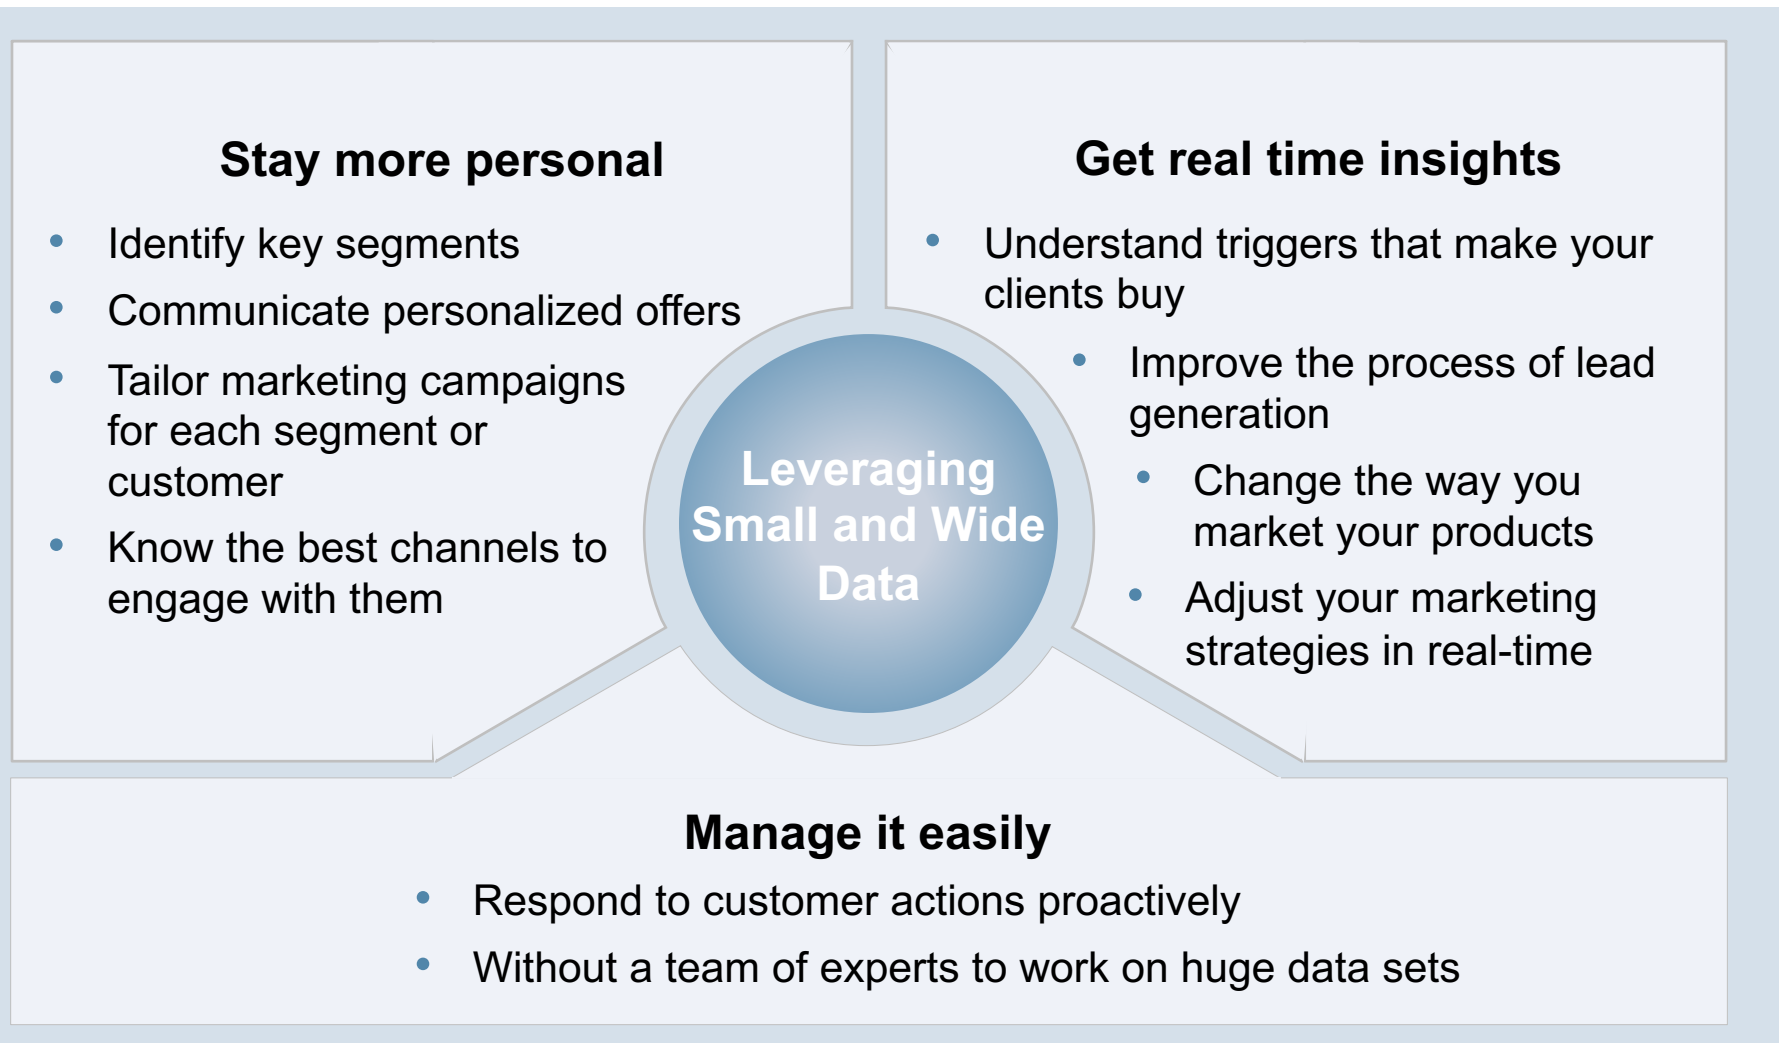 Stay more personal
• Identify key segments
• Communicate personalized offers
• Tailor marketing campaigns
for each segment or
customer
• Know the best channels to
engage with them
Get real time insights
• Understand triggers that make your
clients buy
• Improve the process of lead
generation
• Change the way you
market your products
• Adjust your marketing
strategies in real-time
Leveraging
Small and Wide
Data
Manage it easily
• Respond to customer actions proactively
• Without a team of experts to work on huge data sets